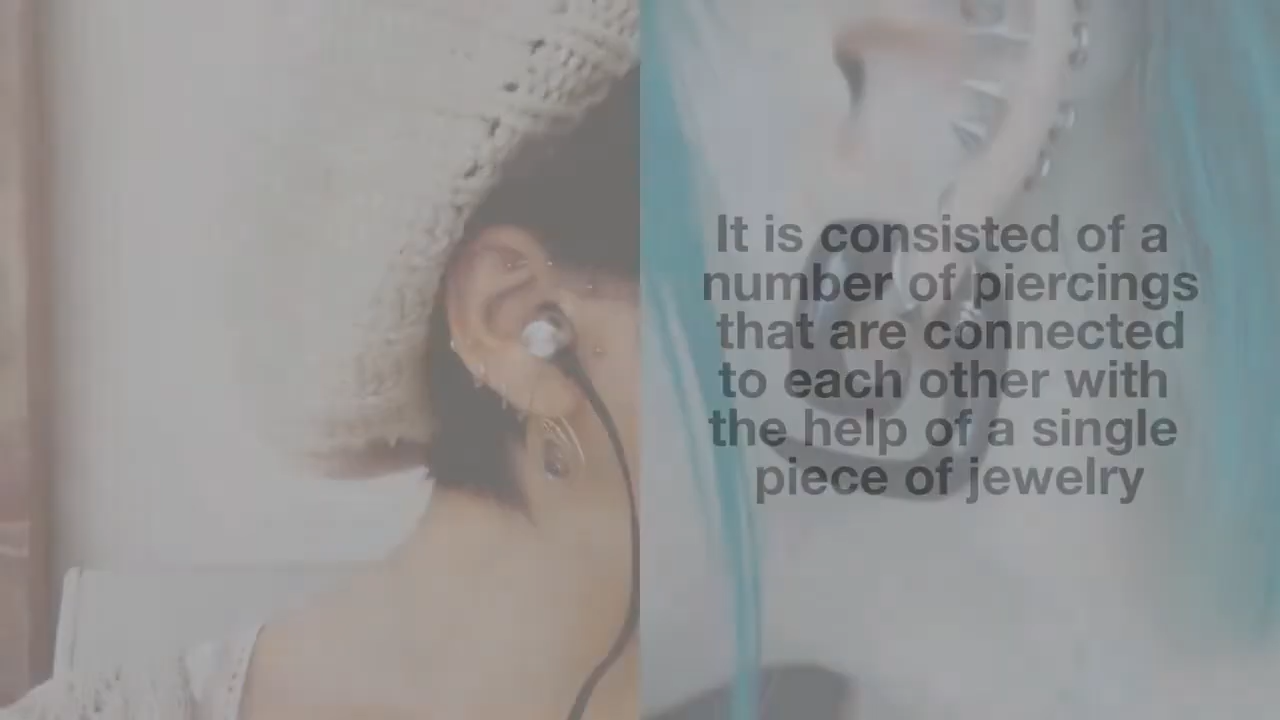 It is consisted of a
number of piercings
that are connected
to each other with
the help of a single
piece of jewelry